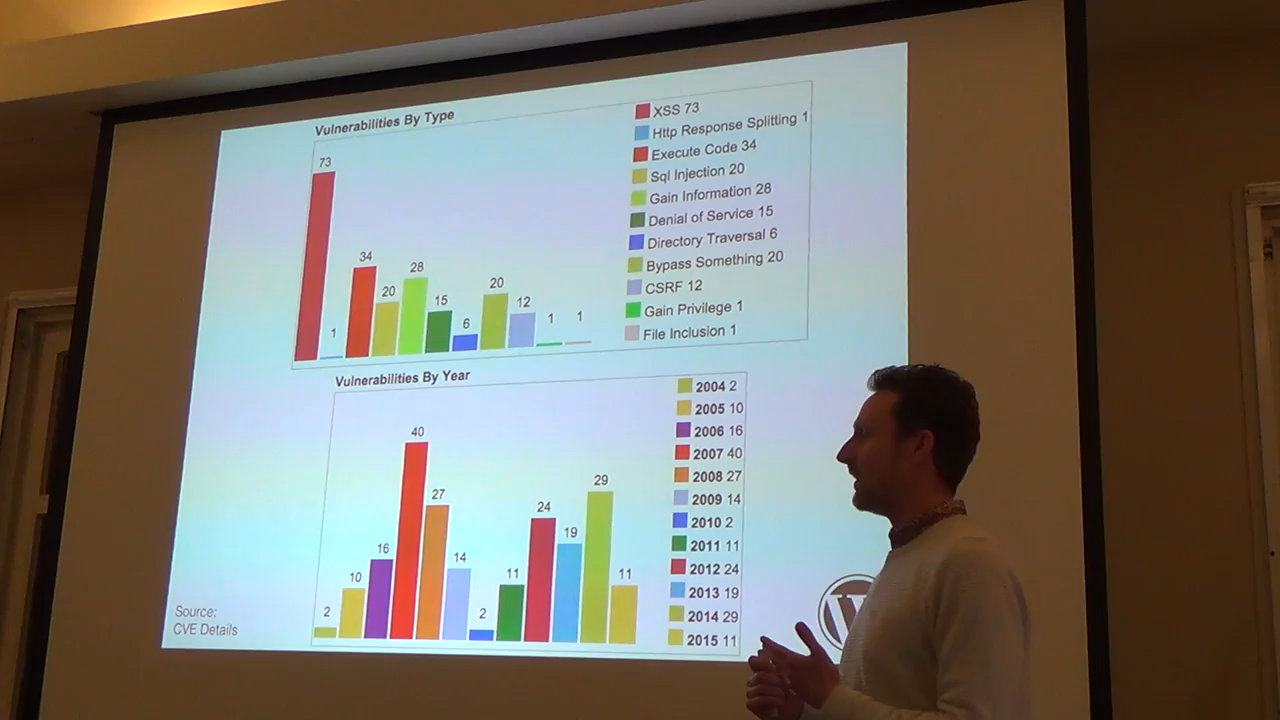 Vulnerabilities By Type
73
1
34
20
28
15
6
20
12
1
1
XSS 73
Http Response Splitting 1
Execute Code 34
Sql Injection 20
Gain Information 28
Denial of Service 15
Directory Traversal 6
Bypass Something 20
CSRF 12
Gain Privilege 1
File Inclusion 1
Vulnerabilities By Year
2
10
16
40
27
14
2
11
24
19
29
11
2004 2
2005 10
2006 16
2007 40
2008 27
2009 14
2010 2
2011 11
2012 24
2013 19
2014 29
2015 11
Source:
CVE Details
W